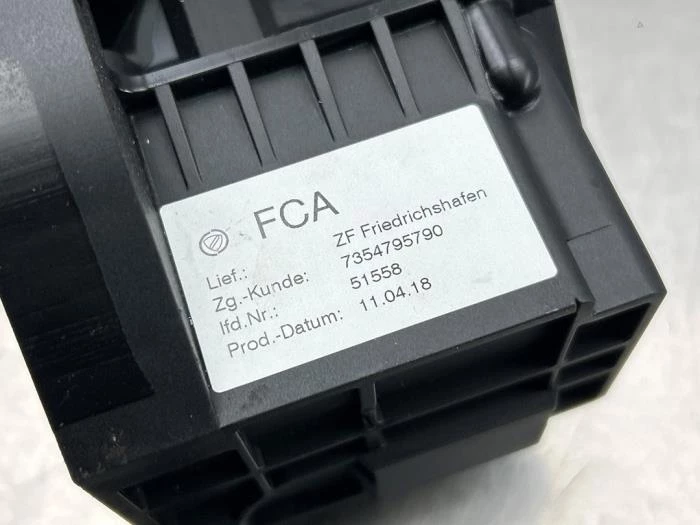 FCA
Lief.: ZF Friedrichshafen
Zg.-Kunde: 7354795790
lfd.Nr.: 51558
Prod.-Datum: 11.04.18